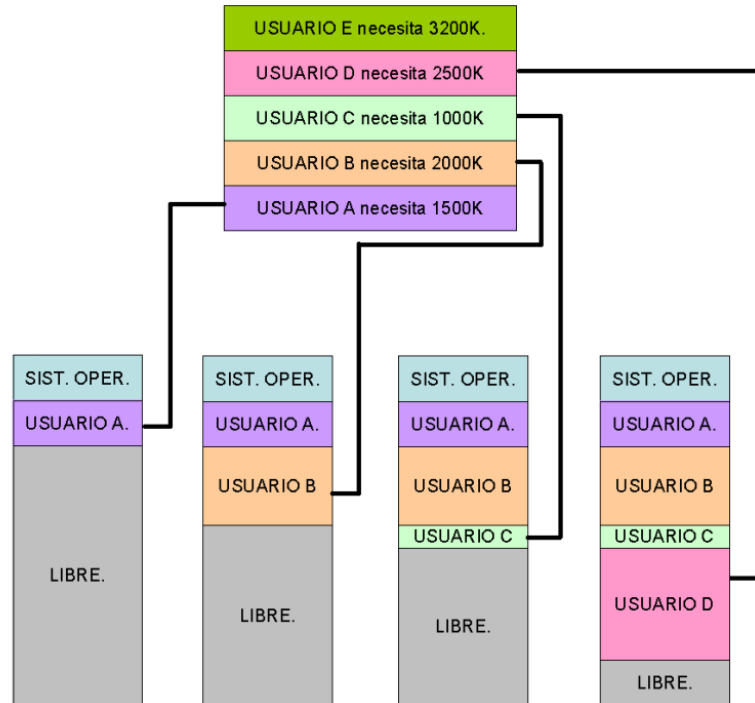 USUARIO E necesita 3200K.
USUARIO D necesita 2500K
USUARIO C necesita 1000K
USUARIO B necesita 2000K
USUARIO A necesita 1500K
SIST. OPER.
USUARIO A.
LIBRE.
SIST. OPER.
USUARIO A.
USUARIO B
LIBRE.
SIST. OPER.
USUARIO A.
USUARIO B
USUARIO C
LIBRE.
SIST. OPER.
USUARIO A.
USUARIO B
USUARIO C
USUARIO D
LIBRE.